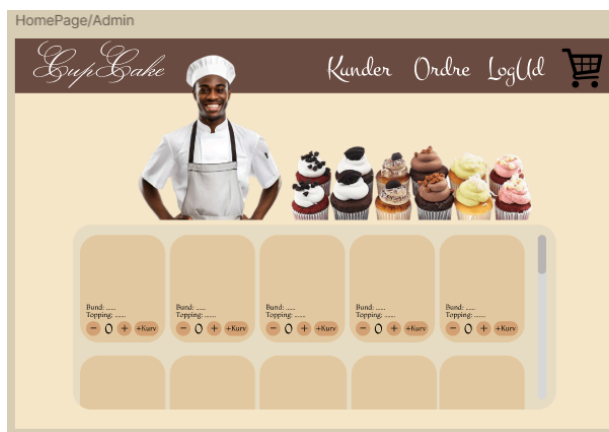 HomePage/Admin
CupCake Kunder Ordre LogUd
Bund: ...... Bund: ...... Bund: ...... Bund: ...... Bund: ......
Topping: ...... Topping: ...... Topping: ...... Topping: ...... Topping: ......
− 0 + +Kurv − 0 + +Kurv − 0 + +Kurv − 0 + +Kurv − 0 + +Kurv